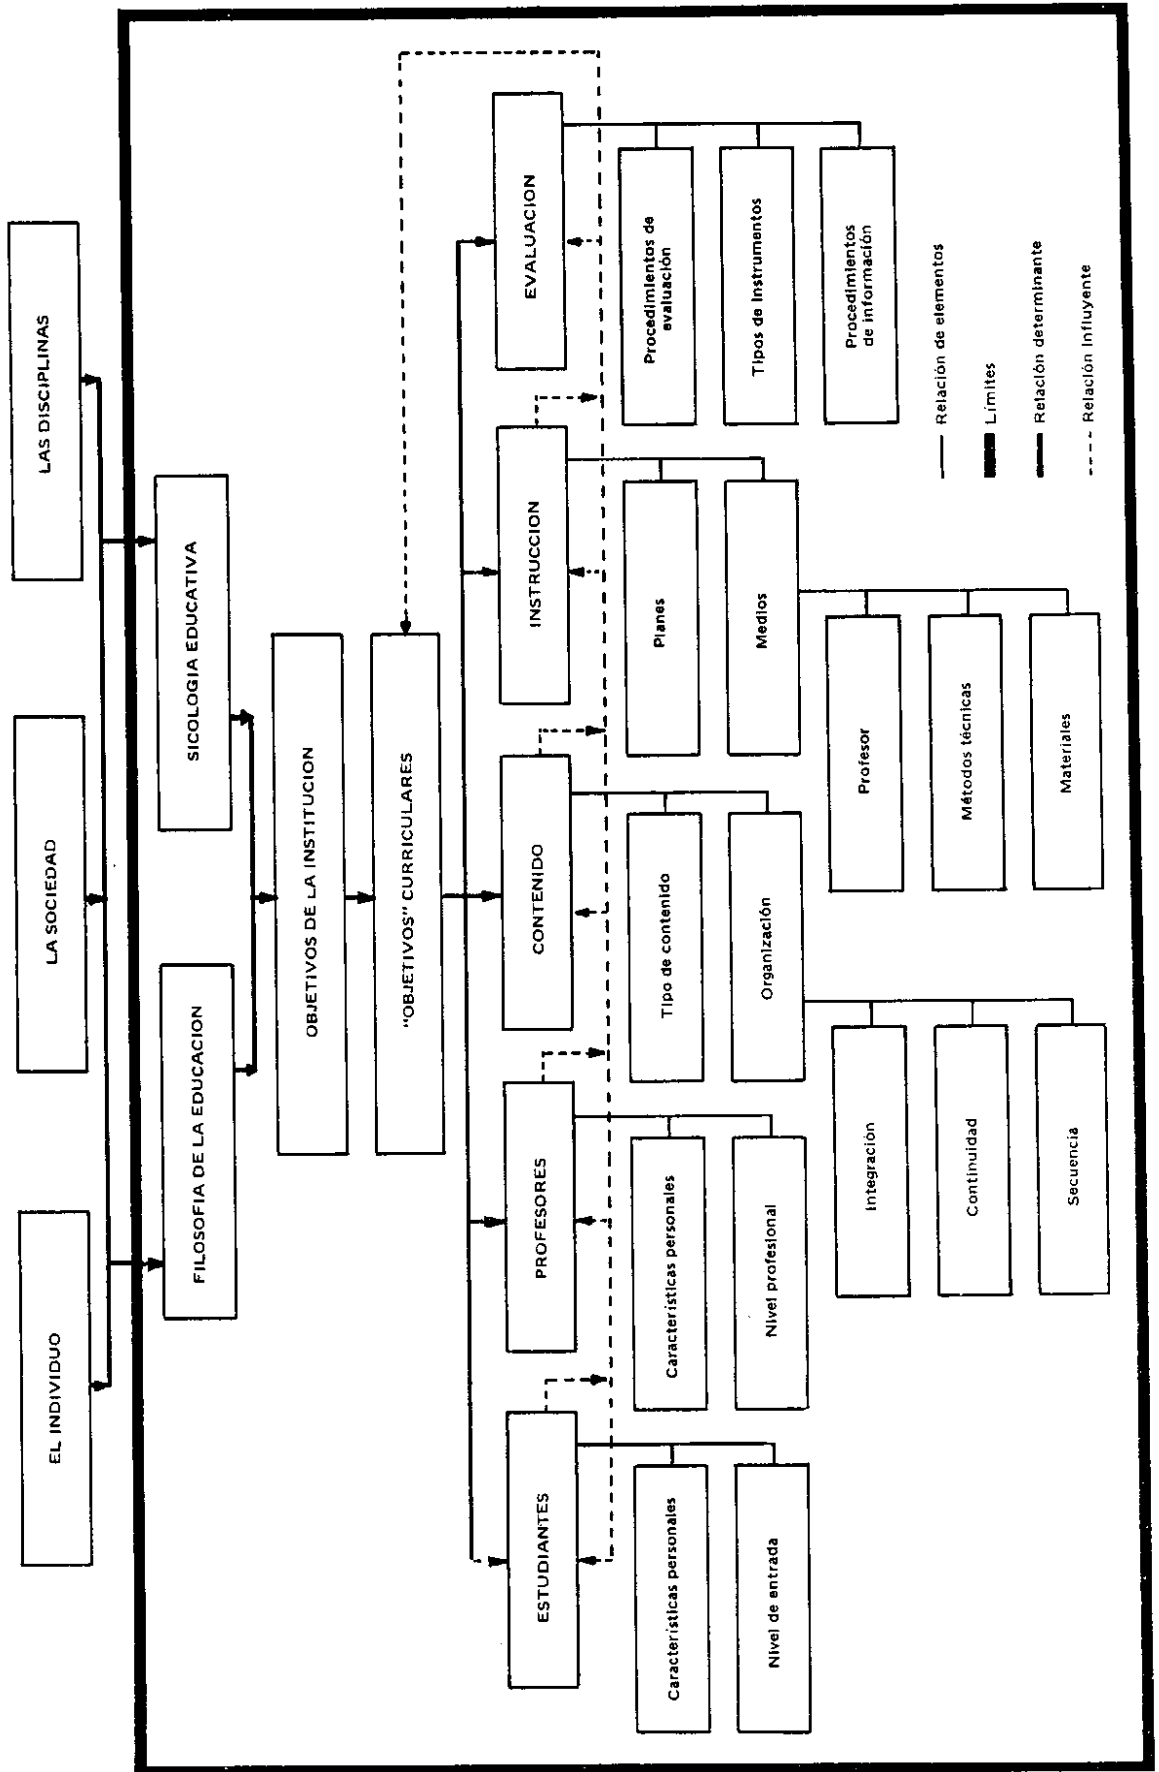 EL INDIVIDUO
LA SOCIEDAD
LAS DISCIPLINAS
FILOSOFIA DE LA EDUCACION
SICOLOGIA EDUCATIVA
OBJETIVOS DE LA INSTITUCION
"OBJETIVOS" CURRICULARES
ESTUDIANTES
PROFESORES
CONTENIDO
INSTRUCCION
EVALUACION
Características personales
Nivel de entrada
Características personales
Nivel profesional
Tipo de contenido
Organización
Integración
Continuidad
Secuencia
Planes
Medios
Profesor
Métodos técnicas
Materiales
Procedimientos de
evaluación
Tipos de Instrumentos
Procedimientos
de información
Relación de elementos
Límites
Relación determinante
Relación Influyente